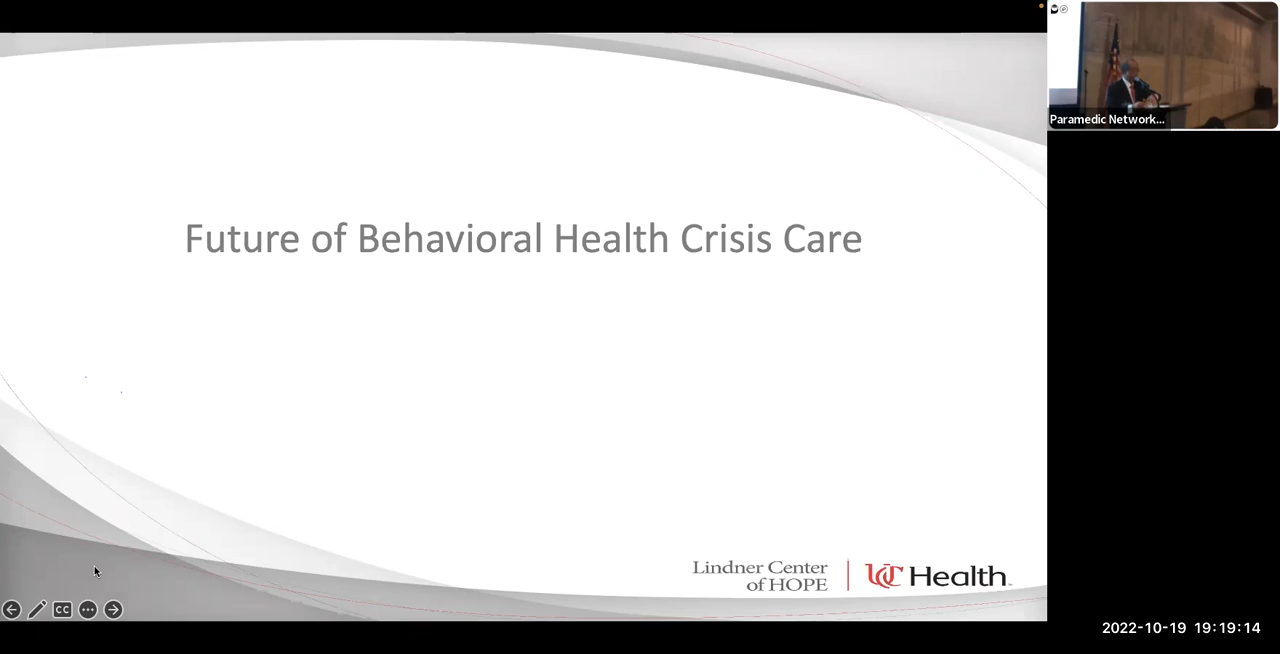 Future of Behavioral Health Crisis Care
Lindner Center
of HOPE
UC Health
CC
Paramedic Network...
2022-10-19 19:19:14